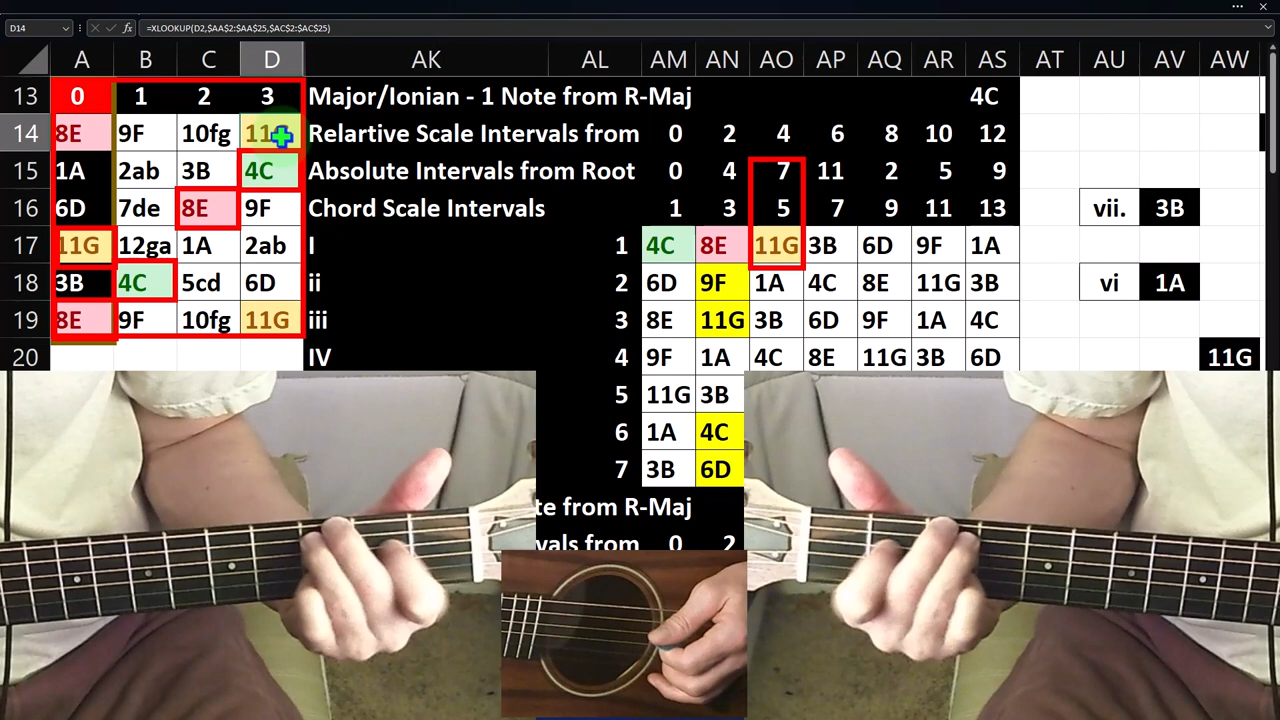 D14 fx =XLOOKUP(D2,$AA$2:$AA$25,$AC$2:$AC$25)
A B C D AK AL AM AN AO AP AQ AR AS AT AU AV AW
13 0 1 2 3 Major/Ionian - 1 Note from R-Maj 4C
14 8E 9F 10fg Relartive Scale Intervals from 0 2 4 6 8 10 12
15 1A 2ab 3B 4C Absolute Intervals from Root 0 4 7 11 2 5 9
16 6D 7de 8E 9F Chord Scale Intervals 1 3 5 7 9 11 13 vii. 3B
17 11G 12ga 1A 2ab I 1 4C 8E 11G 3B 6D 9F 1A
18 3B 4C 5cd 6D ii 2 6D 9F 1A 4C 8E 11G 3B vi 1A
19 8E 9F 10fg 11G iii 3 8E 11G 3B 6D 9F 1A 4C
20 IV 4 9F 1A 4C 8E 11G 3B 6D 11G
5 11G 3B
6 1A 4C
7 3B 6D
te from R-Maj
vals from 0 2